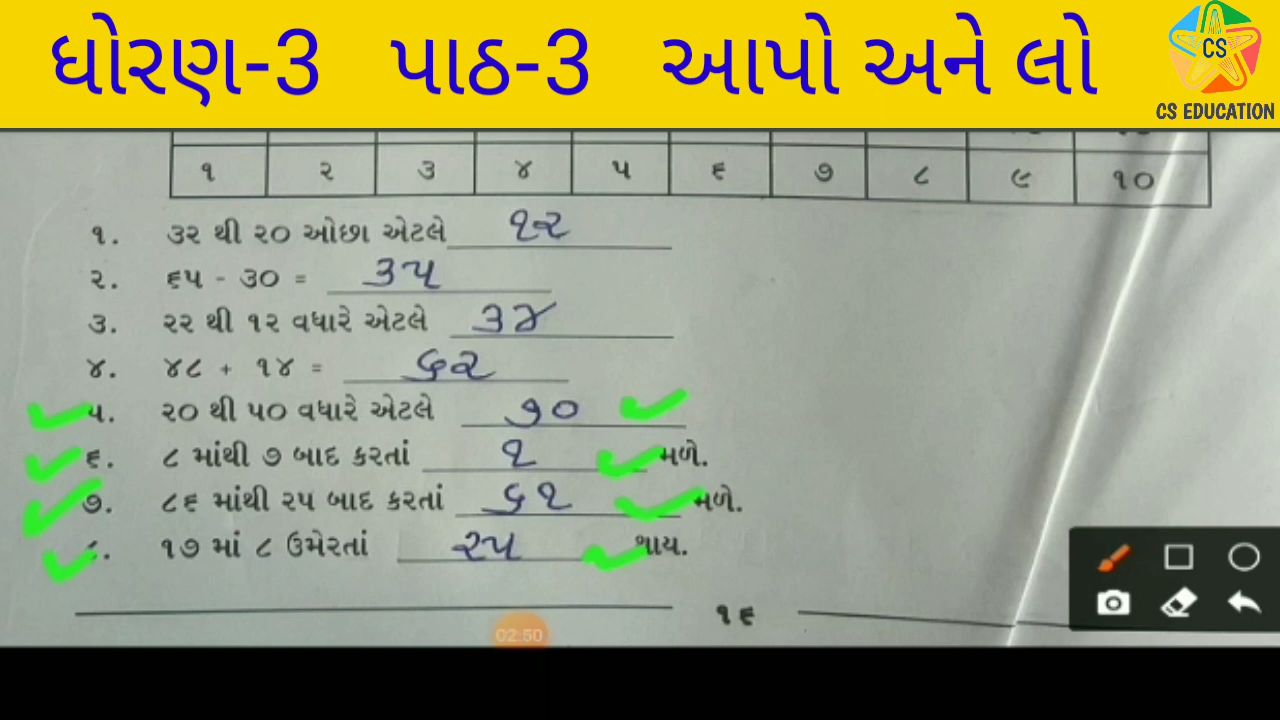 ધોરણ-3 પાઠ-3 આપો અને લો
CS
CS EDUCATION
૧ ૨ ૩ ૪ ૫ ૬ ૭ ૮ ૯ ૧૦
૧. ૩૨ થી ૨૦ ઓછા એટલે ૧૨
૨. ૬૫ - ૩૦ = ૩૫
૩. ૨૨ થી ૧૨ વધારે એટલે ૩૪
૪. ૪૮ + ૧૪ = ૬૨
૫. ૨૦ થી ૫૦ વધારે એટલે ૭૦
૬. ૮ માંથી ૭ બાદ કરતાં ૧ મળે.
૭. ૮૬ માંથી ૨૫ બાદ કરતાં ૬૧ મળે.
૧૭ માં ૮ ઉમેરતાં ૨૫ થાય.
૧૬
02:50